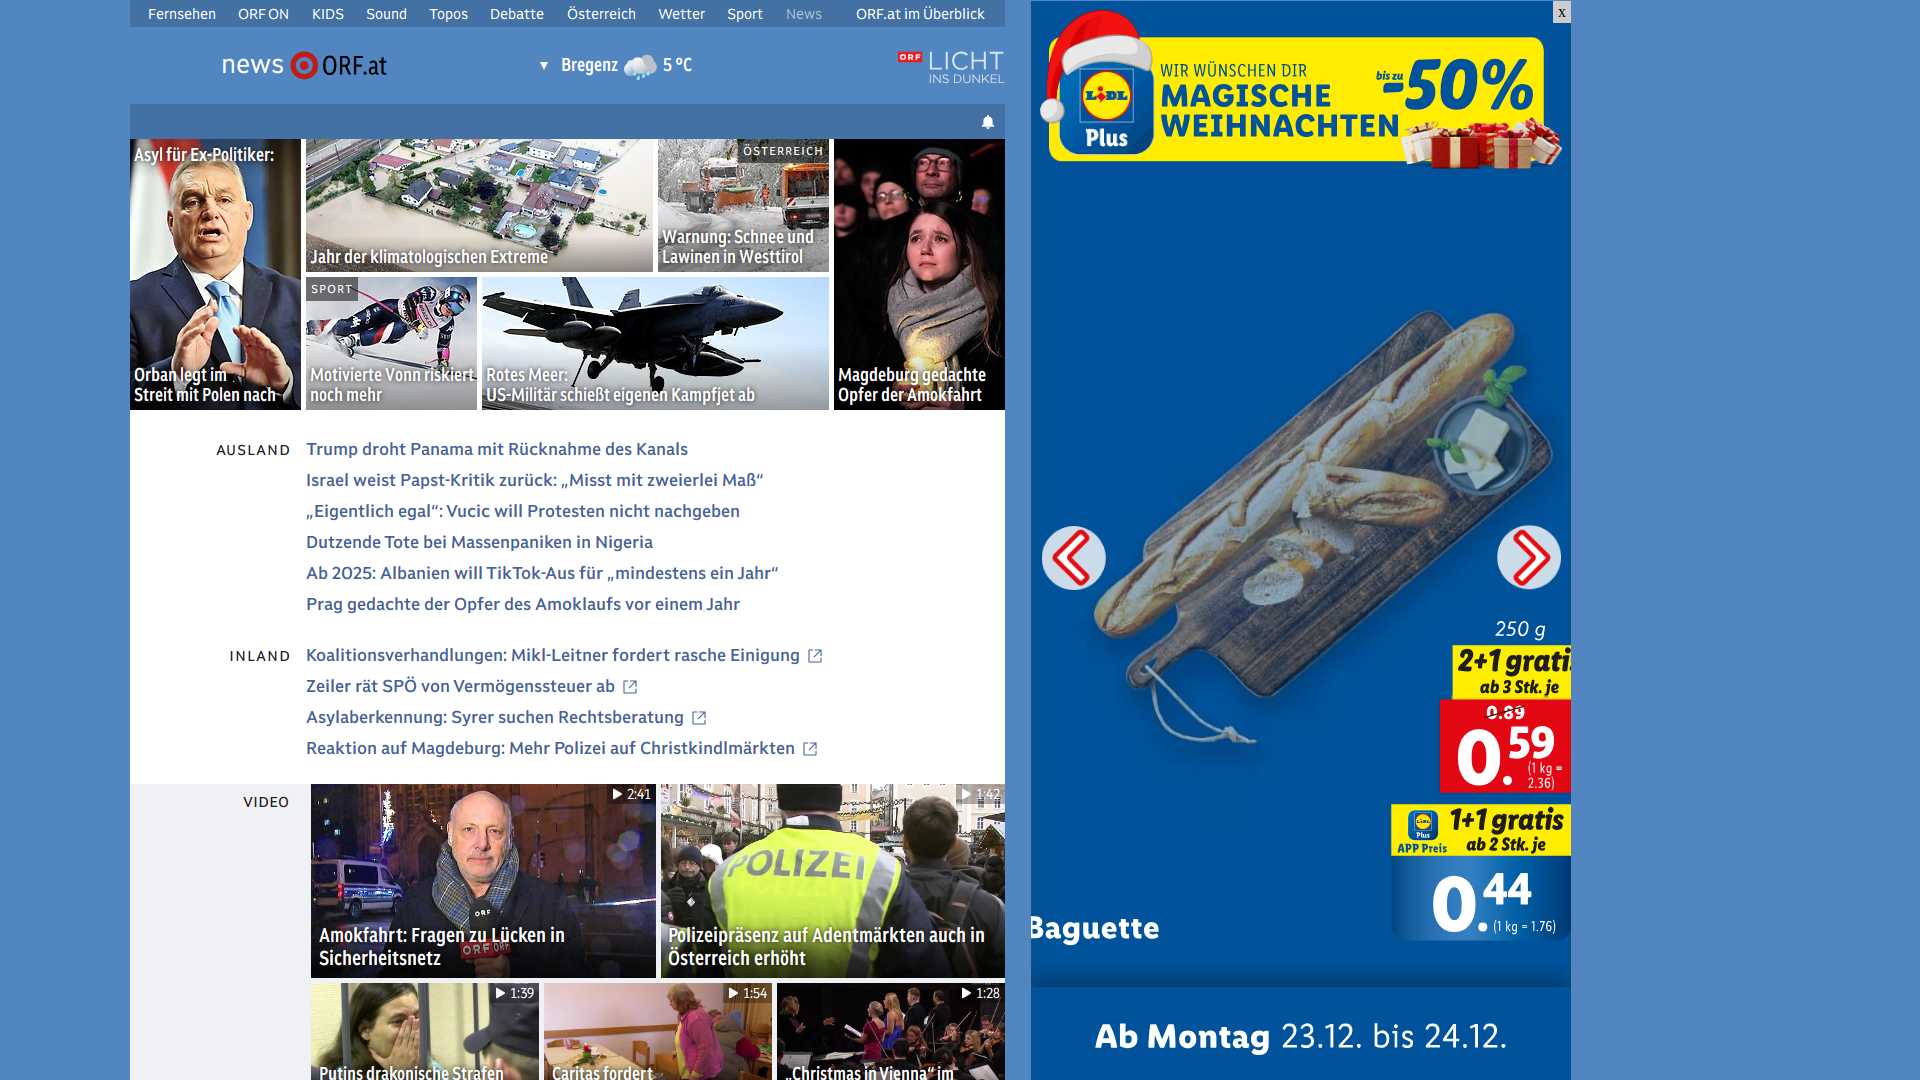 Fernsehen ORF ON KIDS Sound Topos Debatte Österreich Wetter Sport News ORF.at im Überblick
news ORF.at
▼ Bregenz 5 °C
ORF LICHT
INS DUNKEL
Asyl für Ex-Politiker:
Orban legt im
Streit mit Polen nach
Jahr der klimatologischen Extreme
ÖSTERREICH
Warnung: Schnee und
Lawinen in Westtirol
SPORT
Motivierte Vonn riskiert
noch mehr
Rotes Meer:
US-Militär schießt eigenen Kampfjet ab
Magdeburg gedachte
Opfer der Amokfahrt
AUSLAND
Trump droht Panama mit Rücknahme des Kanals
Israel weist Papst-Kritik zurück: „Misst mit zweierlei Maß“
„Eigentlich egal“: Vucic will Protesten nicht nachgeben
Dutzende Tote bei Massenpaniken in Nigeria
Ab 2025: Albanien will TikTok-Aus für „mindestens ein Jahr“
Prag gedachte der Opfer des Amoklaufs vor einem Jahr
INLAND
Koalitionsverhandlungen: Mikl-Leitner fordert rasche Einigung
Zeiler rät SPÖ von Vermögenssteuer ab
Asylaberkennung: Syrer suchen Rechtsberatung
Reaktion auf Magdeburg: Mehr Polizei auf Christkindlmärkten
VIDEO
2:41
ORF
ORF ORF
Amokfahrt: Fragen zu Lücken in
Sicherheitsnetz
1:42
POLIZEI
Polizeipräsenz auf Adentmärkten auch in
Österreich erhöht
1:39
Putins drakonische Strafen
1:54
Caritas fordert
1:28
„Christmas in Vienna“ im
x
LIDL
Plus
WIR WÜNSCHEN DIR
MAGISCHE
WEIHNACHTEN
bis zu
-50%
250 g
2+1 grati
ab 3 Stk. je
0.89
0.59
(1 kg =
2.36)
LIDL
Plus
APP Preis
1+1 gratis
ab 2 Stk. je
0.44
(1 kg = 1.76)
Baguette
Ab Montag 23.12. bis 24.12.